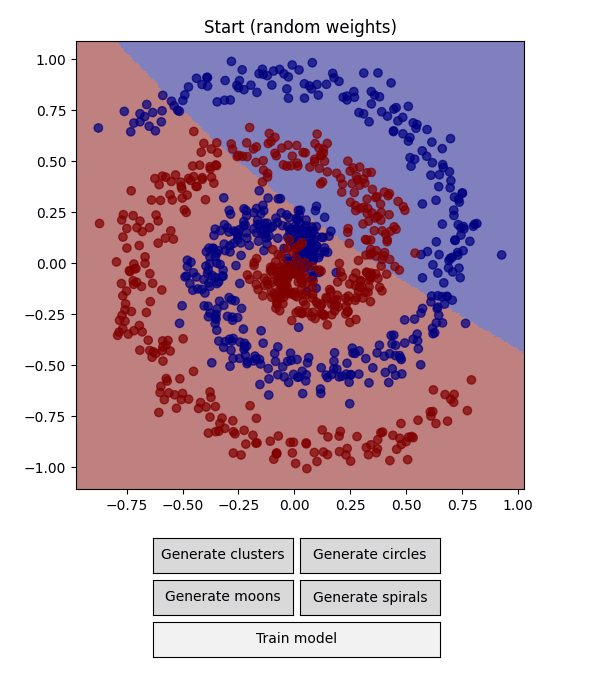 Start (random weights)
1.00
0.75
0.50
0.25
0.00
−0.25
−0.50
−0.75
−1.00
−0.75 −0.50 −0.25 0.00 0.25 0.50 0.75 1.00
Generate clusters Generate circles
Generate moons Generate spirals
Train model